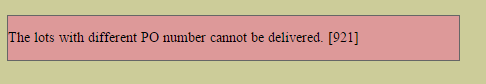 The lots with different PO number cannot be delivered. [921]